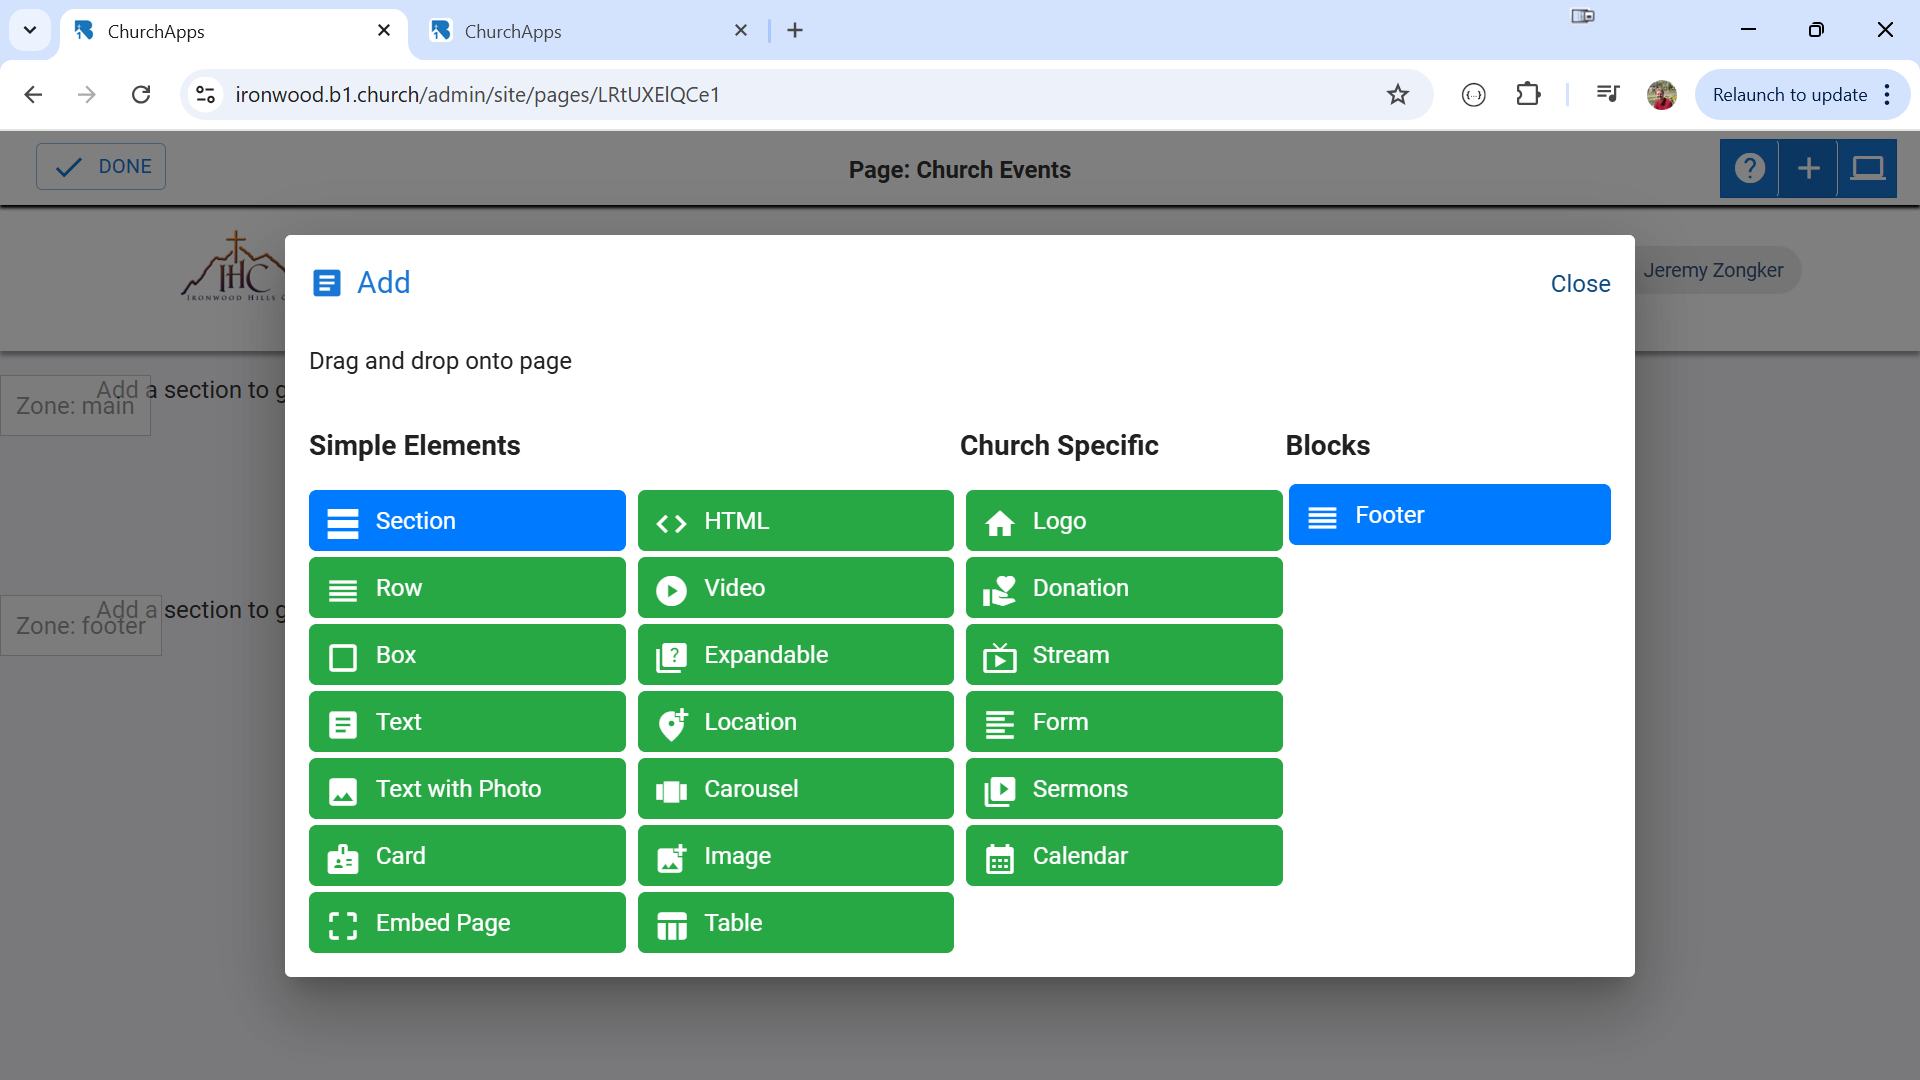 ChurchApps
ChurchApps
ironwood.b1.church/admin/site/pages/LRtUXElQCe1
Relaunch to update
DONE
Page: Church Events
IHC
IRONWOOD HILLS C
Jeremy Zongker
Add
Close
Drag and drop onto page
Add a section to g
Zone: main
Add a section to g
Zone: footer
Simple Elements
Church Specific
Blocks
Section
HTML
Logo
Footer
Row
Video
Donation
Box
Expandable
Stream
Text
Location
Form
Text with Photo
Carousel
Sermons
Card
Image
Calendar
Embed Page
Table